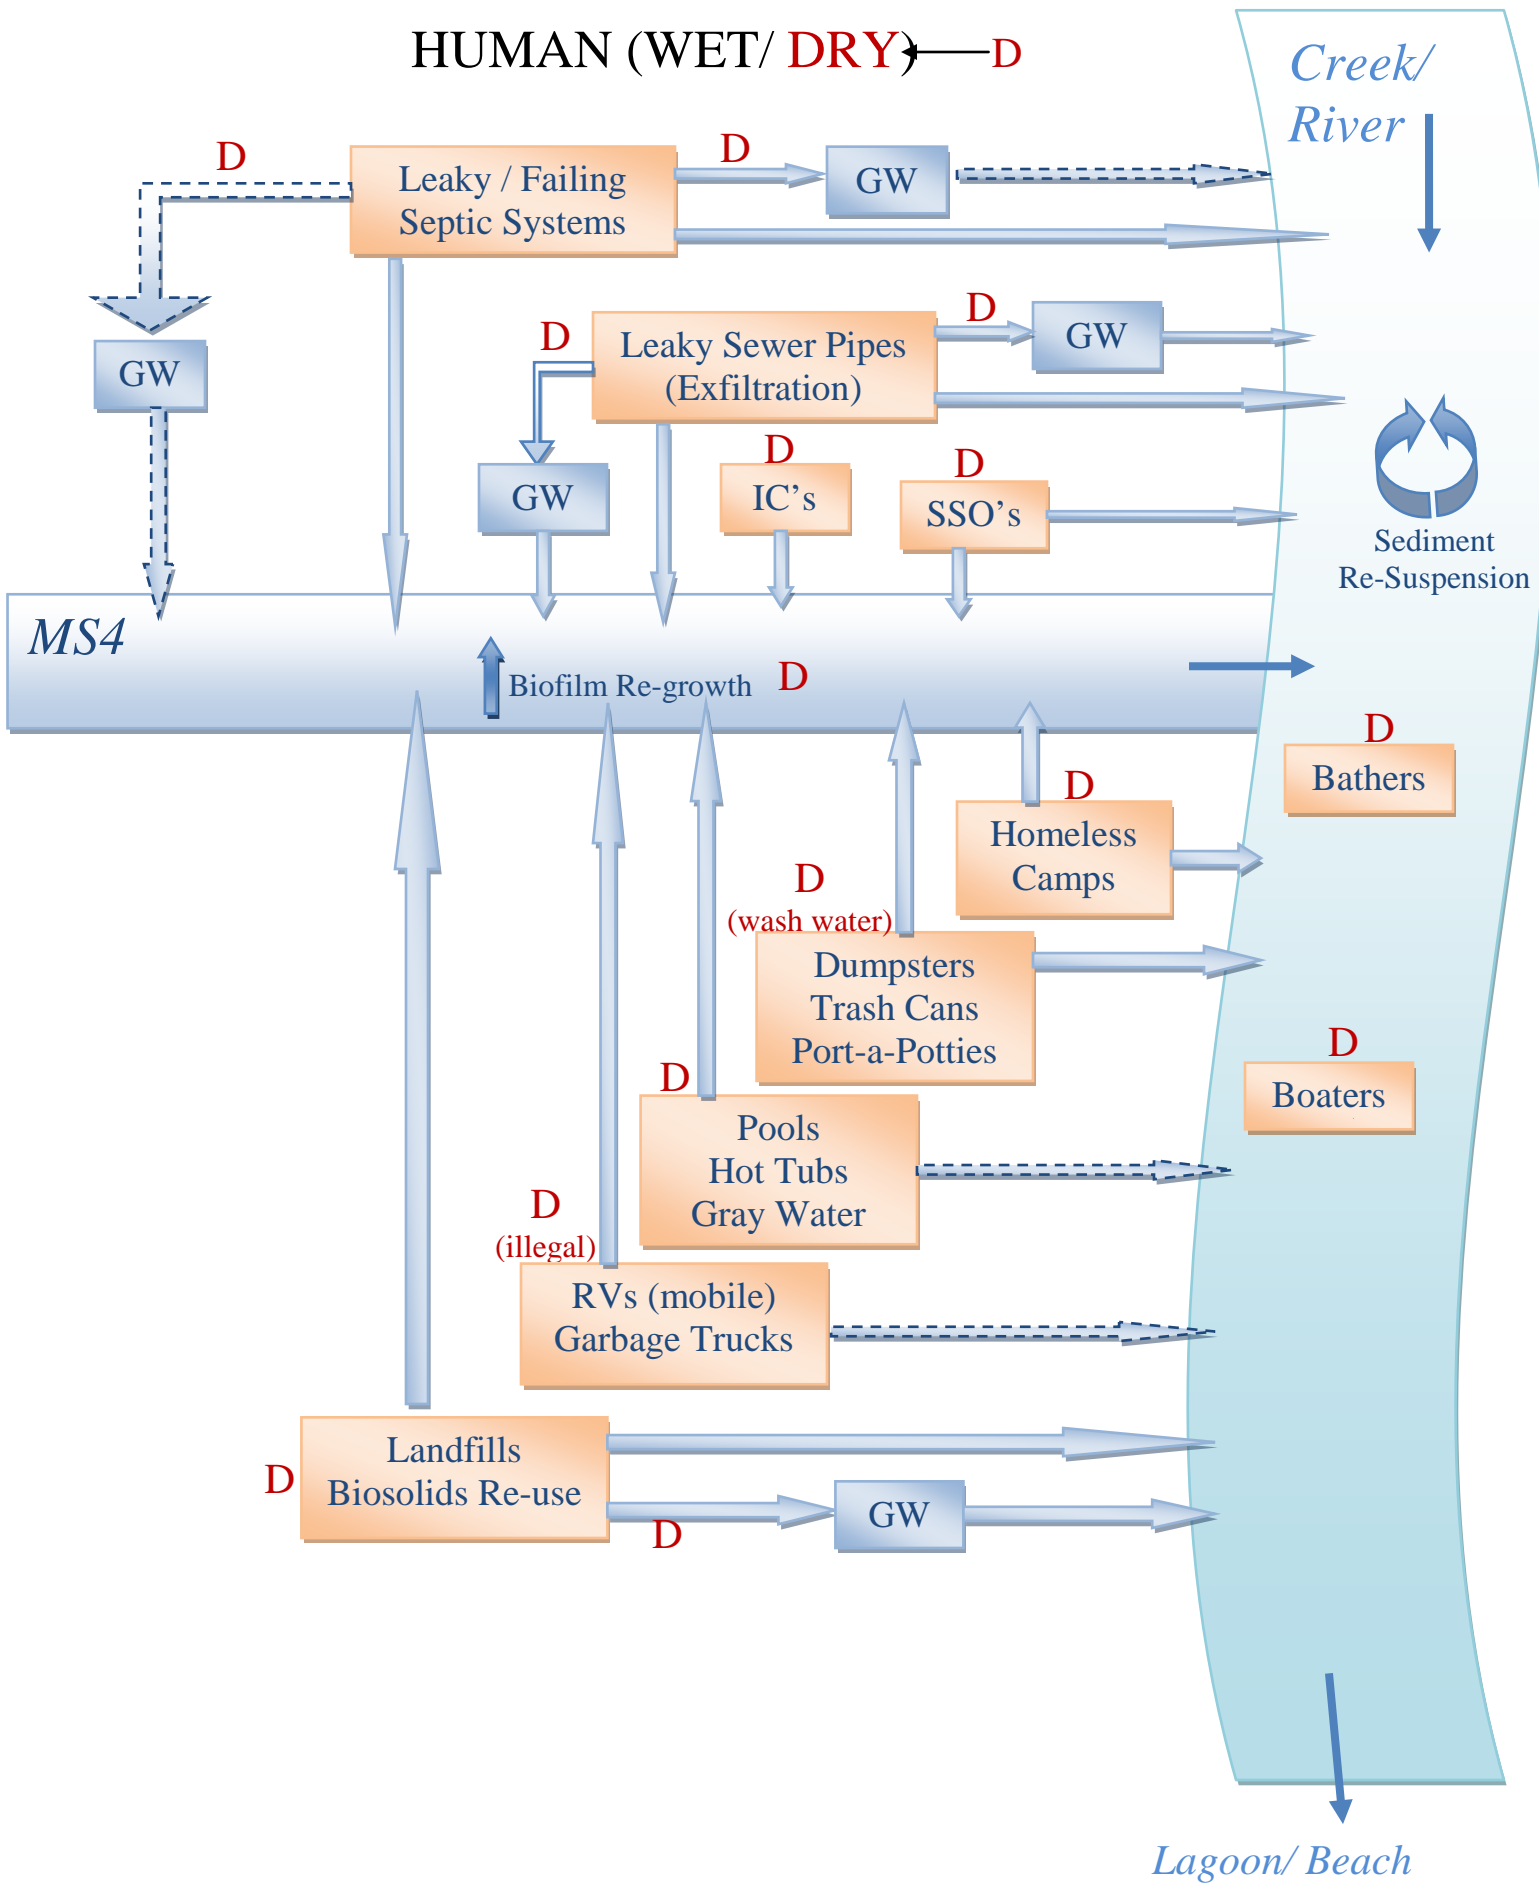 HUMAN (WET/ DRY) D
Creek/
River
D
Leaky / Failing
Septic Systems
D
GW
GW
D
Leaky Sewer Pipes
(Exfiltration)
D
GW
GW
D
IC's
D
SSO's
Sediment
Re-Suspension
MS4
Biofilm Re-growth D
D
Bathers
D
Homeless
Camps
D
(wash water)
Dumpsters
Trash Cans
Port-a-Potties
D
Boaters
D
Pools
Hot Tubs
Gray Water
D
(illegal)
RVs (mobile)
Garbage Trucks
D
Landfills
Biosolids Re-use
D
GW
Lagoon/ Beach